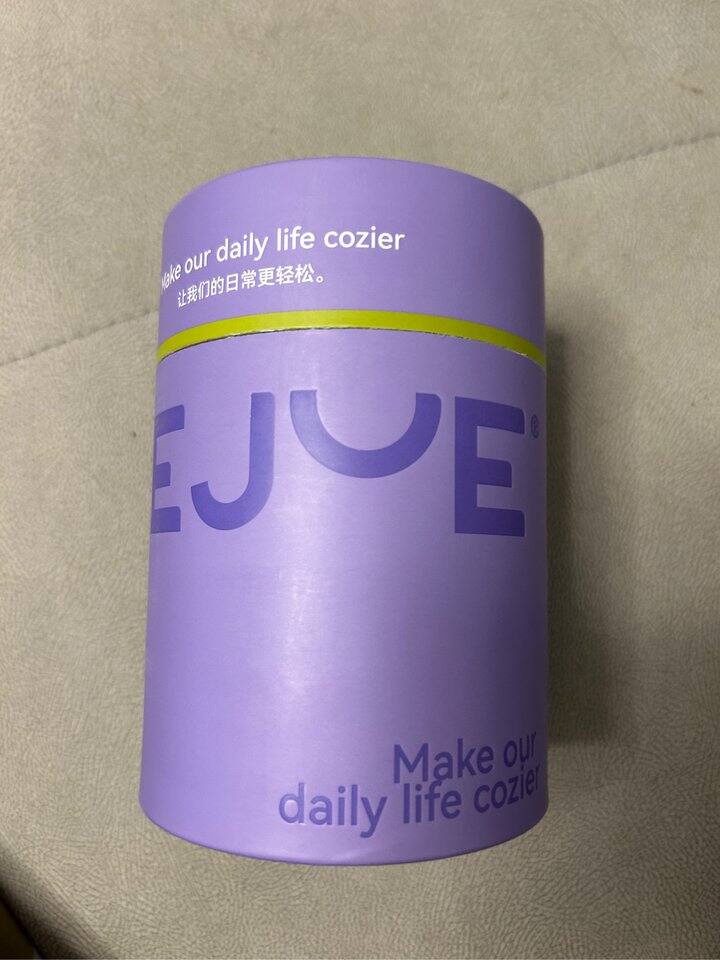 Make our daily life cozier
让我们的日常更轻松。
EJUE®
Make our
daily life cozier